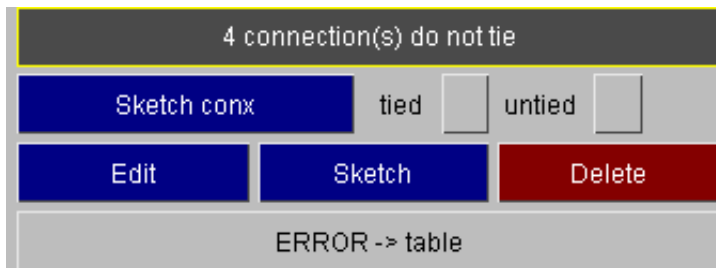 4 connection(s) do not tie
Sketch conx tied untied
Edit Sketch Delete
ERROR -> table